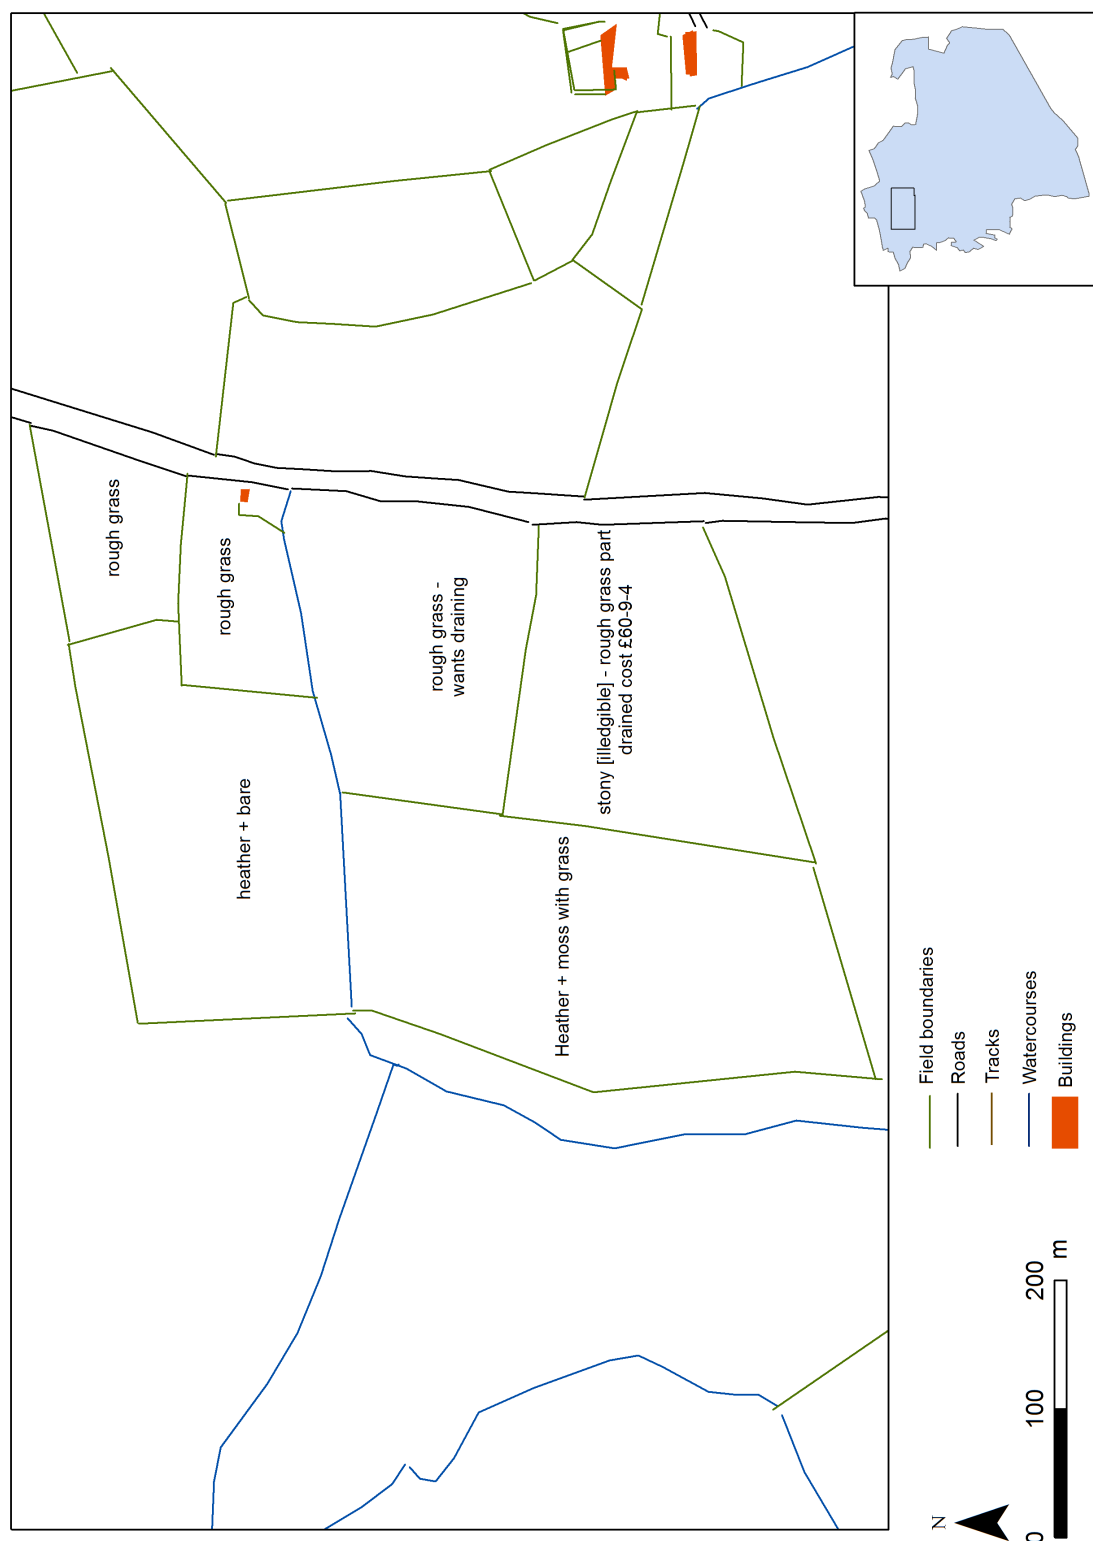 rough grass
rough grass
heather + bare
rough grass -
wants draining
stony [illedgible] - rough grass part
drained cost £60-9-4
Heather + moss with grass
Field boundaries
Roads
Tracks
Watercourses
Buildings
N
0 100 200
m